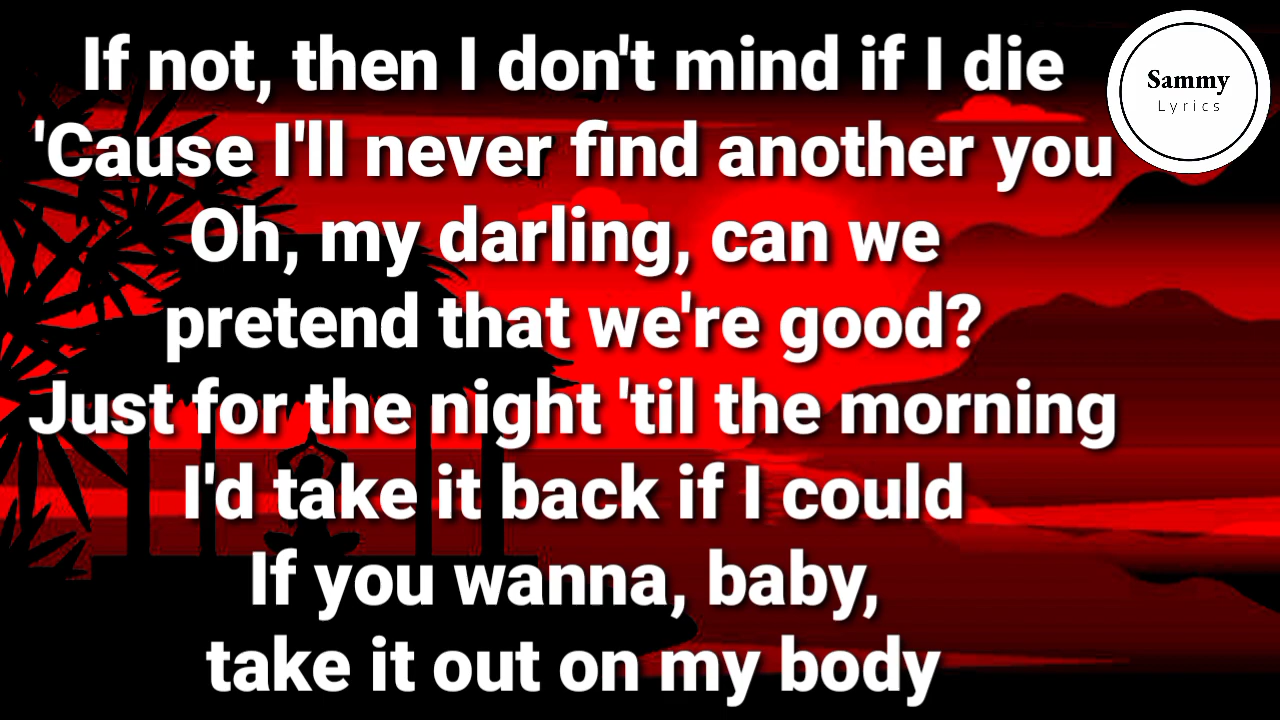 If not, then I don't mind if I die
'Cause I'll never find another you
Oh, my darling, can we
pretend that we're good?
Just for the night 'til the morning
I'd take it back if I could
If you wanna, baby,
take it out on my body
Sammy
Lyrics